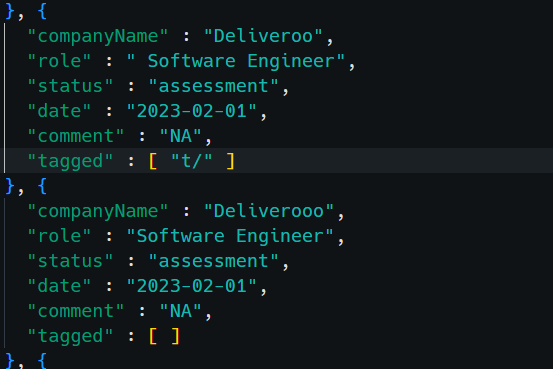 }, {
"companyName" : "Deliveroo",
"role" : " Software Engineer",
"status" : "assessment",
"date" : "2023-02-01",
"comment" : "NA",
"tagged" : [ "t/" ]
}, {
"companyName" : "Deliverooo",
"role" : "Software Engineer",
"status" : "assessment",
"date" : "2023-02-01",
"comment" : "NA",
"tagged" : [ ]
}, {